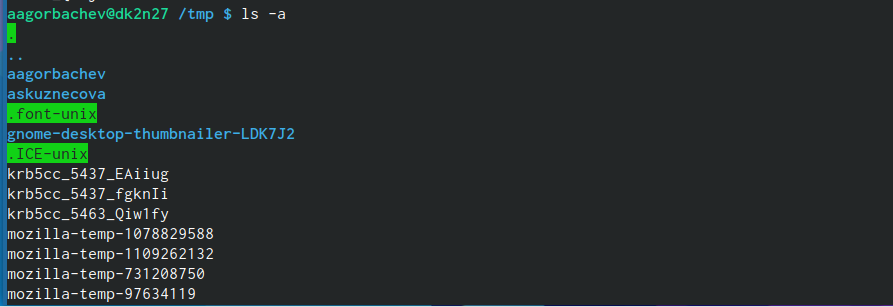 aagorbachev@dk2n27 /tmp $ ls -a
.
..
aagorbachev
askuznecova
.font-unix
gnome-desktop-thumbnailer-LDK7J2
.ICE-unix
krb5cc_5437_EAiiug
krb5cc_5437_fgknIi
krb5cc_5463_Qiw1fy
mozilla-temp-1078829588
mozilla-temp-1109262132
mozilla-temp-731208750
mozilla-temp-97634119